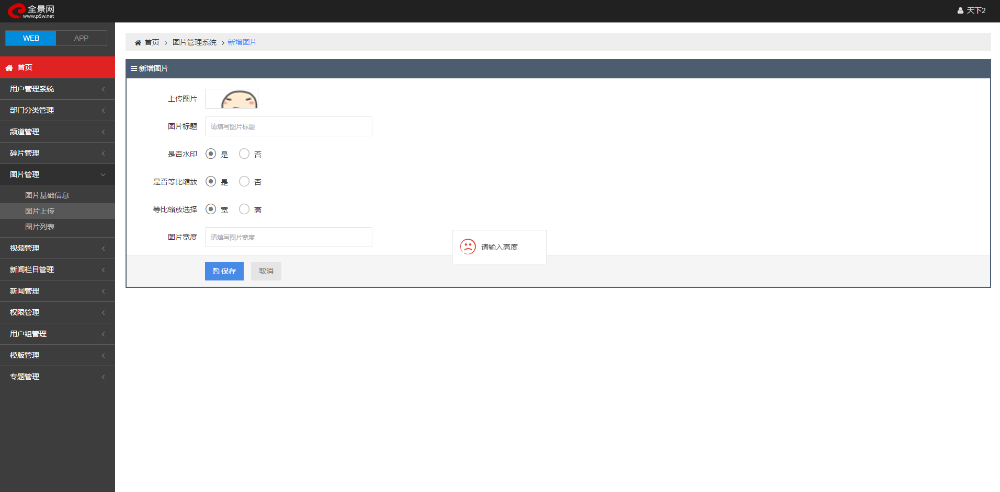 全景网
www.p5w.net
天下2
WEB
APP
首页
用户管理系统
部门分类管理
频道管理
碎片管理
图片管理
图片基础信息
图片上传
图片列表
视频管理
新闻栏目管理
新闻管理
权限管理
用户组管理
模版管理
专题管理
首页 > 图片管理系统 > 新增图片
新增图片
上传图片
图片标题 请填写图片标题
是否水印 是 否
是否等比缩放 是 否
等比缩放选择 宽 高
图片宽度 请填写图片宽度
请输入高度
保存 取消